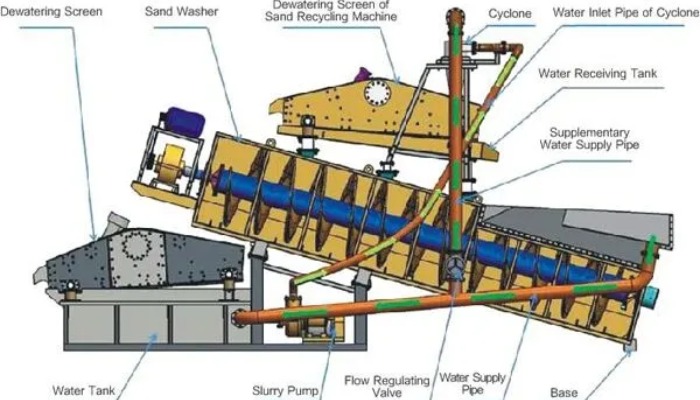 Dewatering Screen
Sand Washer
Dewatering Screen of
Sand Recycling Machine
Cyclone
Water Inlet Pipe of Cyclone
Water Receiving Tank
Supplementary
Water Supply Pipe
Water Tank
Slurry Pump
Flow Regulating
Valve
Water Supply
Pipe
Base